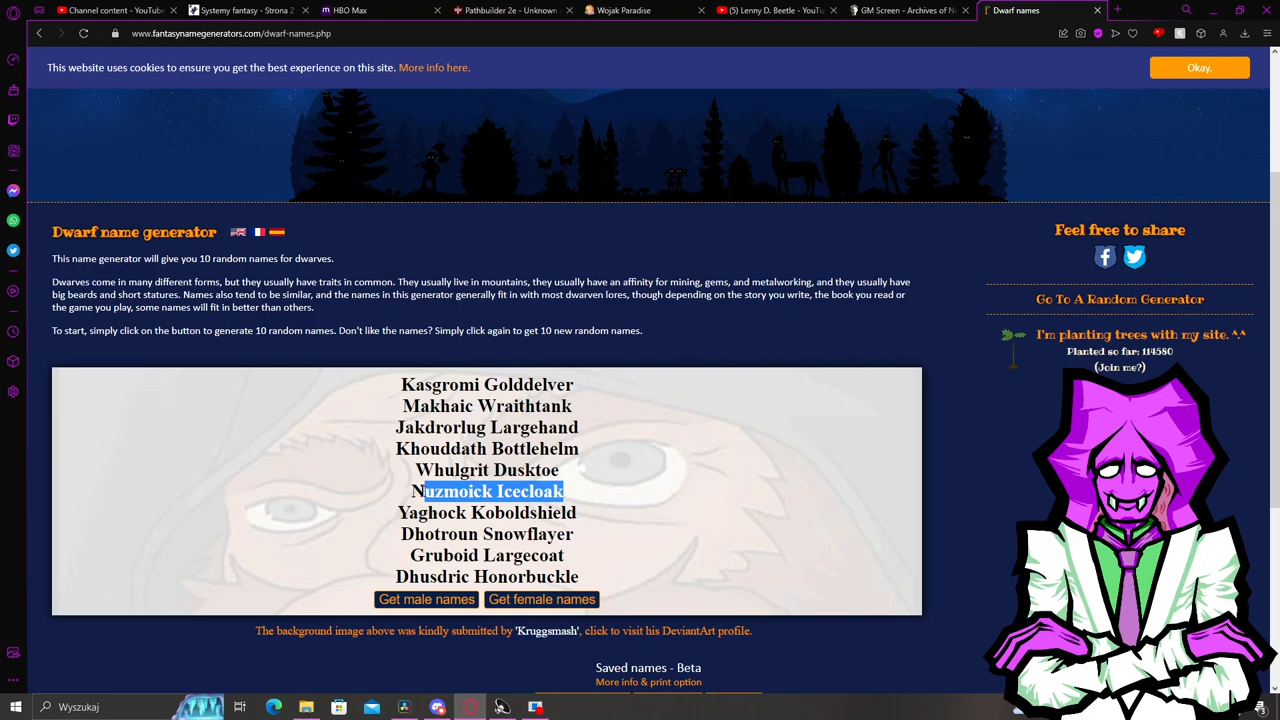 Channel content - YouTube
Systemy fantasy - Strona 2
HBO Max
Pathbuilder 2e - Unknown
Wojak Paradise
(5) Lenny D. Beetle - YouTu
GM Screen - Archives of Ne
Dwarf names
www.fantasynamegenerators.com/dwarf-names.php
This website uses cookies to ensure you get the best experience on this site. More info here.
Okay.
Dwarf name generator
This name generator will give you 10 random names for dwarves.
Dwarves come in many different forms, but they usually have traits in common. They usually live in mountains, they usually have an affinity for mining, gems, and metalworking, and they usually have
big beards and short statures. Names also tend to be similar, and the names in this generator generally fit in with most dwarven lores, though depending on the story you write, the book you read or
the game you play, some names will fit in better than others.
To start, simply click on the button to generate 10 random names. Don't like the names? Simply click again to get 10 new random names.
Feel free to share
Go To A Random Generator
I'm planting trees with my site. ^.^
Planted so far: 114580
(Join me?)
Kasgromi Golddelver
Makhaic Wraithtank
Jakdrorlug Largehand
Khouddath Bottlehelm
Whulgrit Dusktoe
Nuzmoick Icecloak
Yaghock Koboldshield
Dhotroun Snowflayer
Gruboid Largecoat
Dhusdric Honorbuckle
Get male names Get female names
The background image above was kindly submitted by 'Kruggsmash', click to visit his DeviantArt profile.
Saved names - Beta
More info & print option
Wyszukaj
3